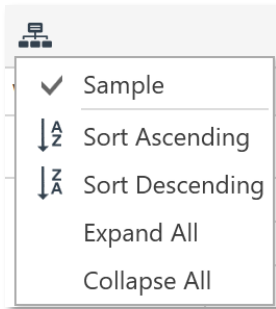 Sample
A
Z
Sort Ascending
Z
A
Sort Descending
Expand All
Collapse All